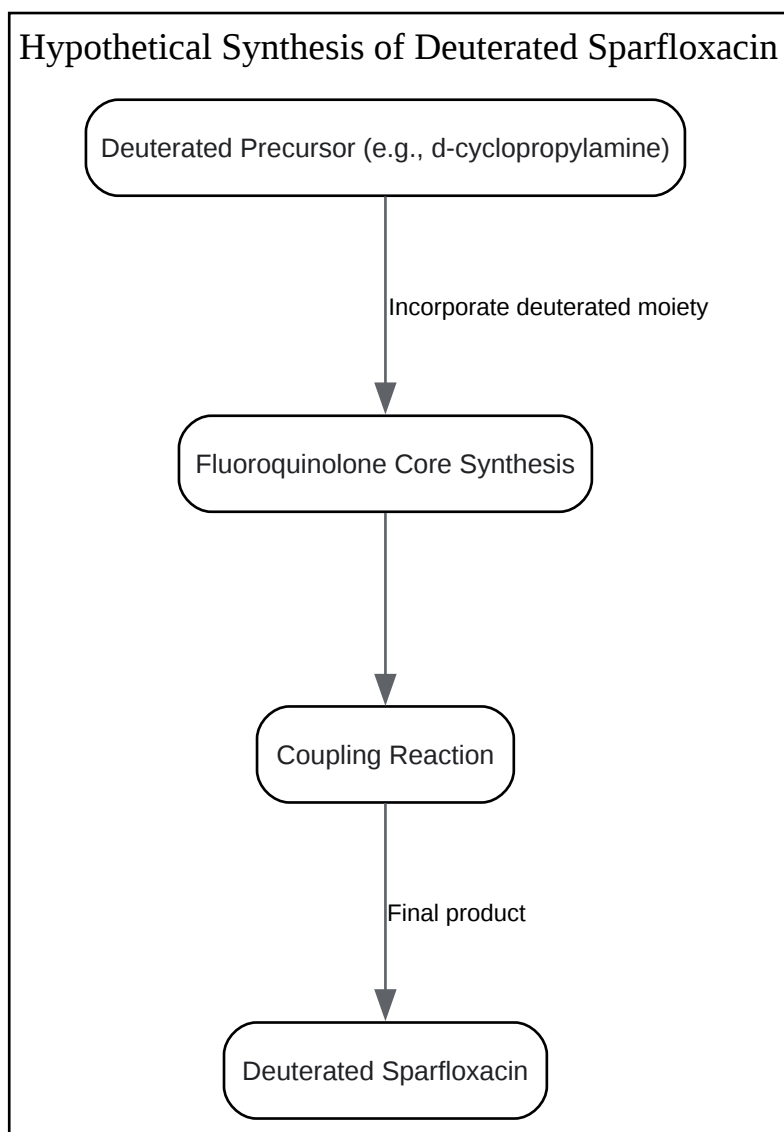 Hypothetical Synthesis of Deuterated Sparfloxacin
Deuterated Precursor (e.g., d-cyclopropylamine)
Incorporate deuterated moiety
Fluoroquinolone Core Synthesis
Coupling Reaction
Final product
Deuterated Sparfloxacin